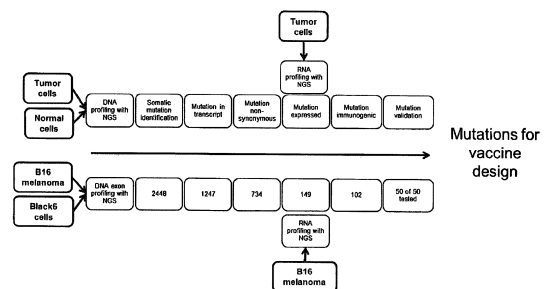 Tumor
cells
RNA
profiling with
NGS
Tumor
cells
Normal
cells
DNA
profiling with
NGS
Somatic
mutation
identification
Mutation in
transcript
Mutation
non-
synonymous
Mutation
expressed
Mutation
immunogenic
Mutation
validation
Mutations for
vaccine
design
B16
melanoma
Black6
cells
DNA exon
profiling with
NGS
2448
1247
734
149
102
50 of 50
tested
RNA
profiling with
NGS
B16
melanoma